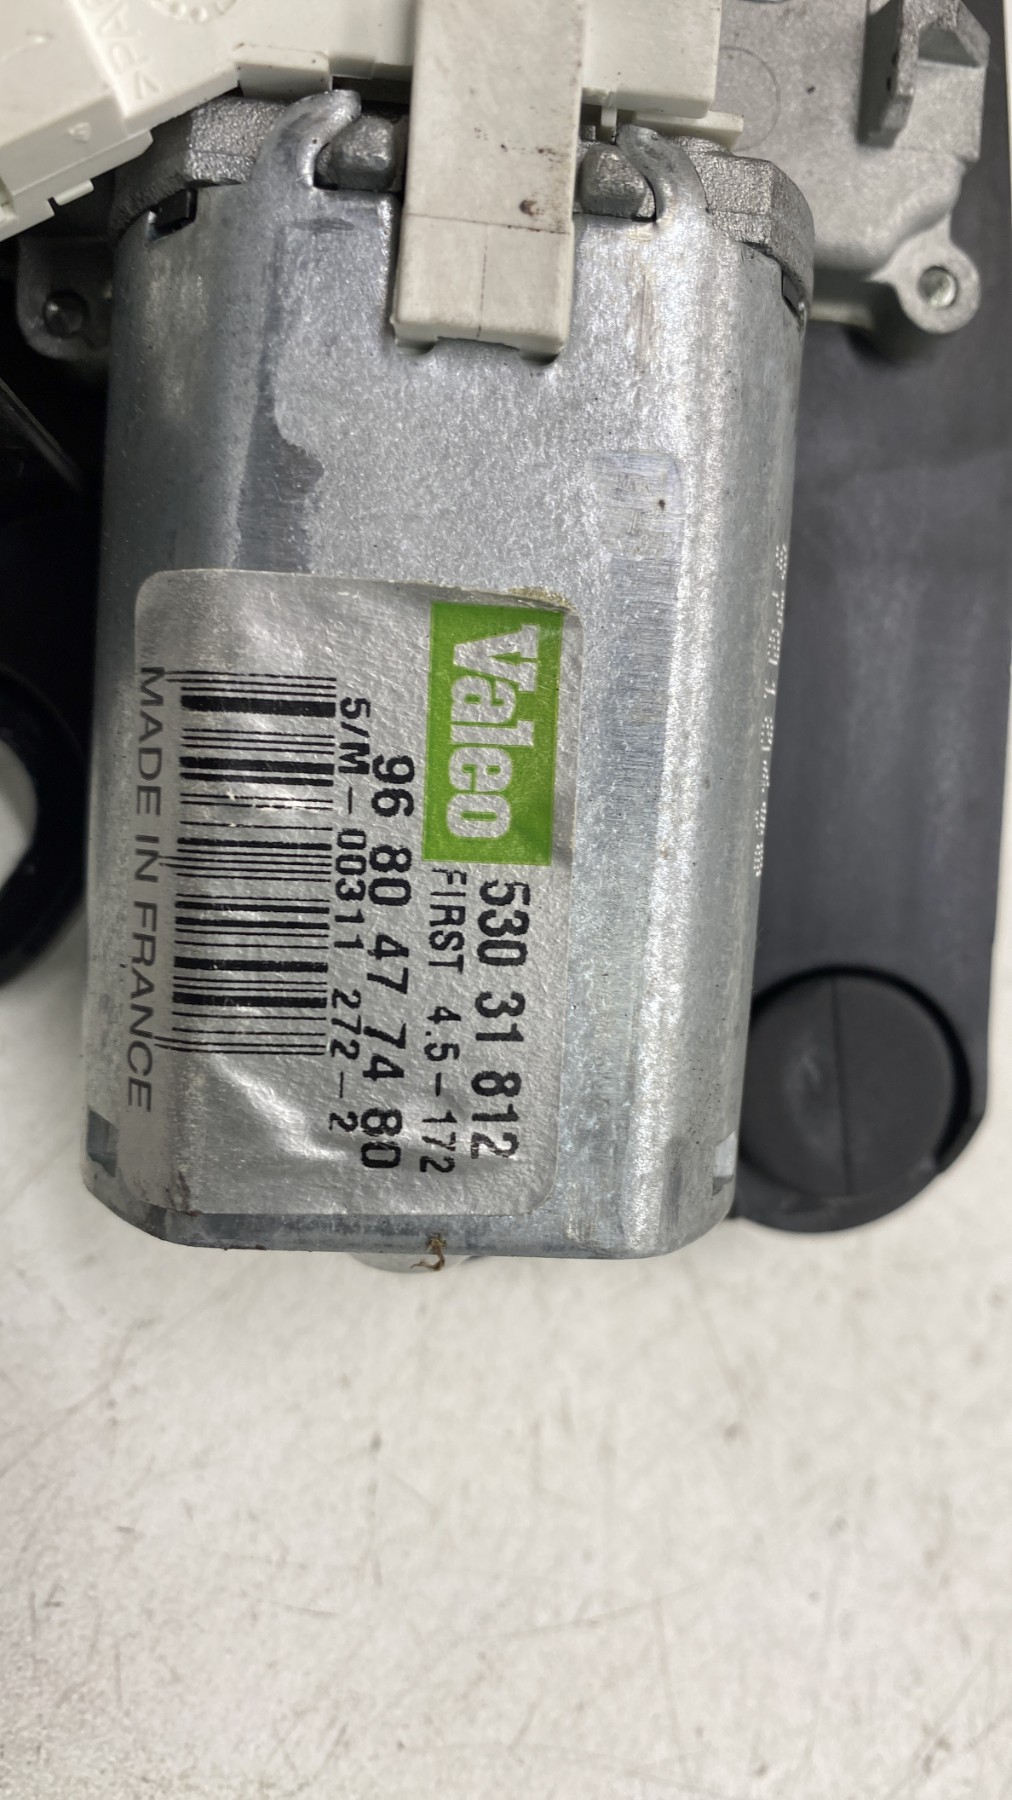 Valeo
530 31 812
FIRST 4.5-172
96 80 47 74 80
5/M-00311 272-2
MADE IN FRANCE